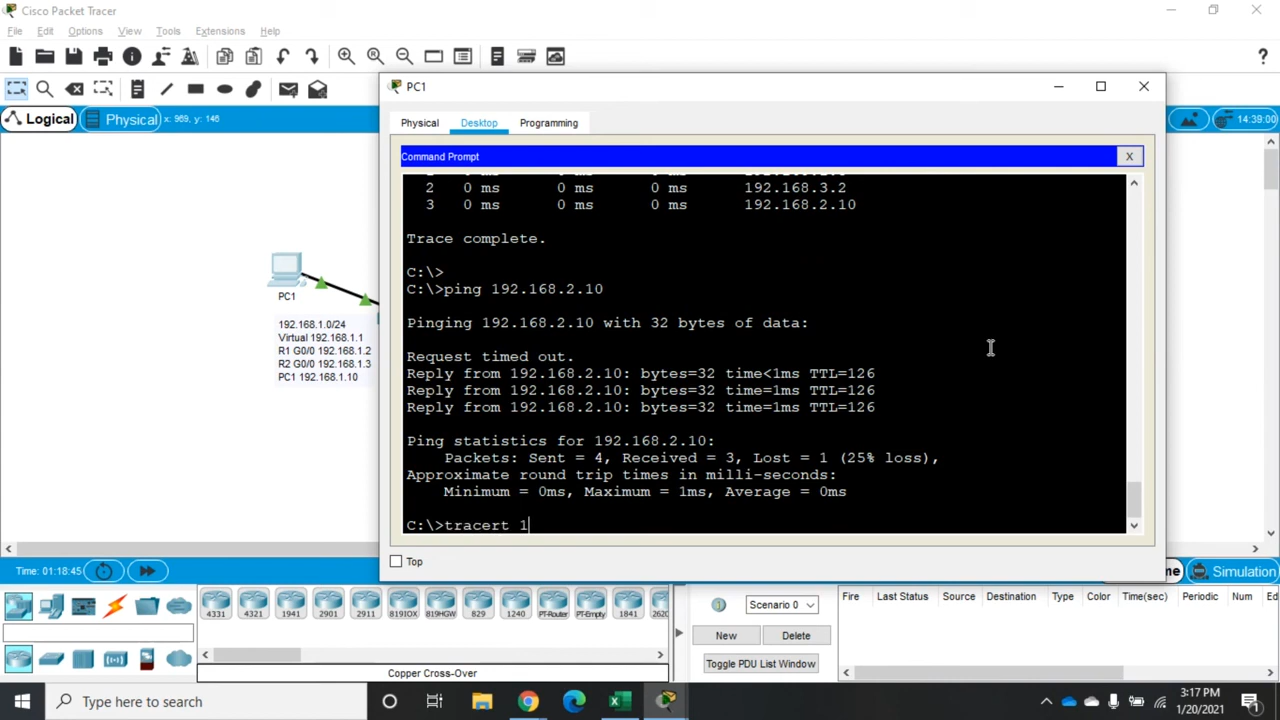 Cisco Packet Tracer
File Edit Options View Tools Extensions Help
?
PC1
Logical
Physical
x: 969, y: 146
14:39:00
Physical Desktop Programming
Command Prompt
X
2 0 ms 0 ms 0 ms 192.168.3.2
3 0 ms 0 ms 0 ms 192.168.2.10
Trace complete.
C:\>
C:\>ping 192.168.2.10
Pinging 192.168.2.10 with 32 bytes of data:
Request timed out.
Reply from 192.168.2.10: bytes=32 time<1ms TTL=126
Reply from 192.168.2.10: bytes=32 time=1ms TTL=126
Reply from 192.168.2.10: bytes=32 time=1ms TTL=126
Ping statistics for 192.168.2.10:
Packets: Sent = 4, Received = 3, Lost = 1 (25% loss),
Approximate round trip times in milli-seconds:
Minimum = 0ms, Maximum = 1ms, Average = 0ms
C:\>tracert 1
Top
PC1
192.168.1.0/24
Virtual 192.168.1.1
R1 G0/0 192.168.1.2
R2 G0/0 192.168.1.3
PC1 192.168.1.10
Time: 01:18:45
me
Simulation
4331 4321 1941 2901 2911 819IOX 819HGW 829 1240 PT-Router PT-Empty 1841 2620
Copper Cross-Over
Scenario 0
New
Delete
Toggle PDU List Window
Fire Last Status Source Destination Type Color Time(sec) Periodic Num Ed
Type here to search
3:17 PM
1/20/2021
1